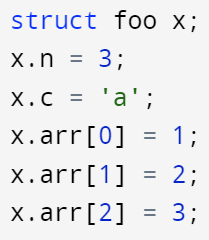 struct foo x;
x.n = 3;
x.c = 'a';
x.arr[0] = 1;
x.arr[1] = 2;
x.arr[2] = 3;